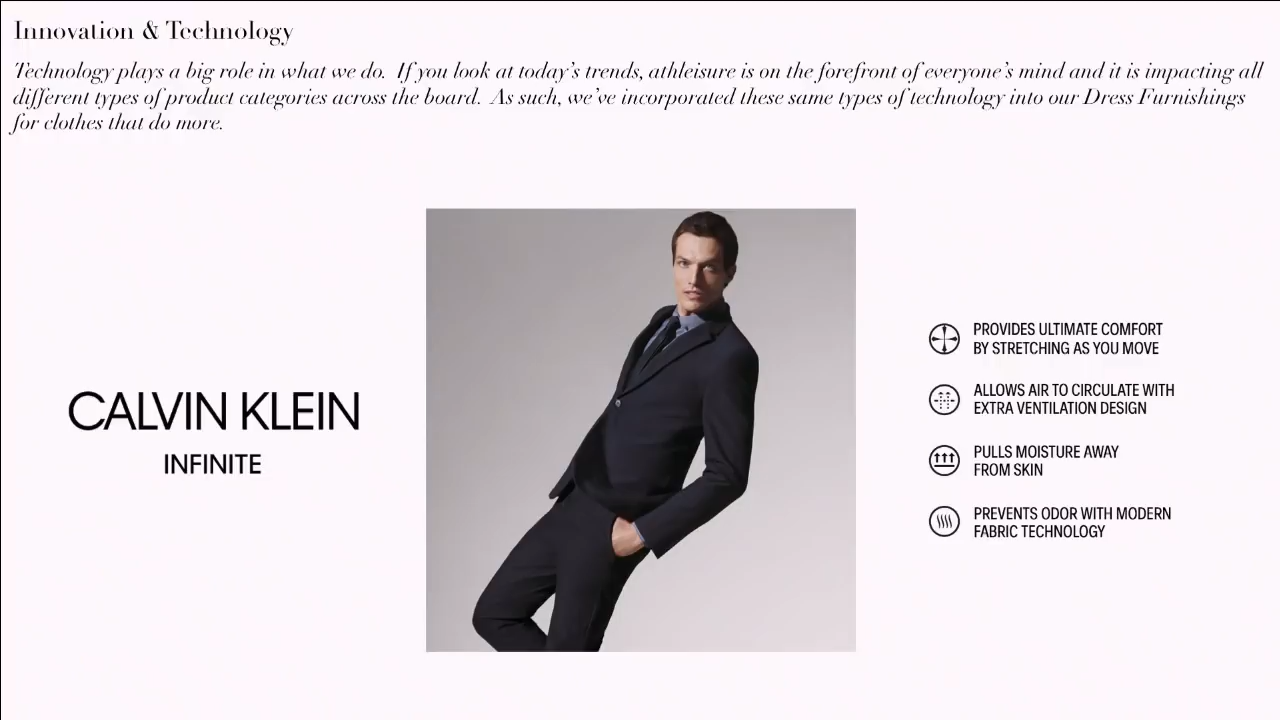 Innovation & Technology
Technology plays a big role in what we do.  If you look at today's trends, athleisure is on the forefront of everyone's mind and it is impacting all
different types of product categories across the board.  As such, we've incorporated these same types of technology into our Dress Furnishings
for clothes that do more.
CALVIN KLEIN
INFINITE
PROVIDES ULTIMATE COMFORT
BY STRETCHING AS YOU MOVE
ALLOWS AIR TO CIRCULATE WITH
EXTRA VENTILATION DESIGN
PULLS MOISTURE AWAY
FROM SKIN
PREVENTS ODOR WITH MODERN
FABRIC TECHNOLOGY